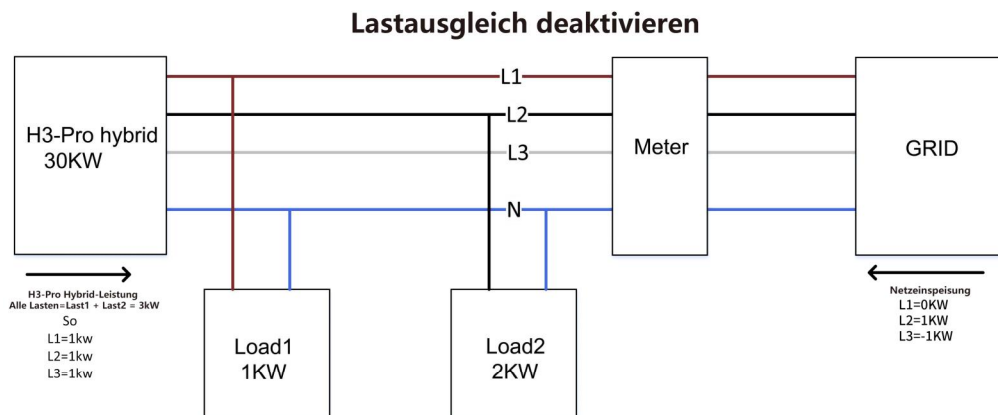 Lastausgleich deaktivieren
L1
L2
H3-Pro hybrid
30KW
L3
Meter
GRID
N
H3-Pro Hybrid-Leistung
Alle Lasten=Last1 + Last2 = 3kW
So
L1=1kw
L2=1kw
L3=1kw
Load1
1KW
Load2
2KW
Netzeinspeisung
L1=0KW
L2=1KW
L3=-1KW